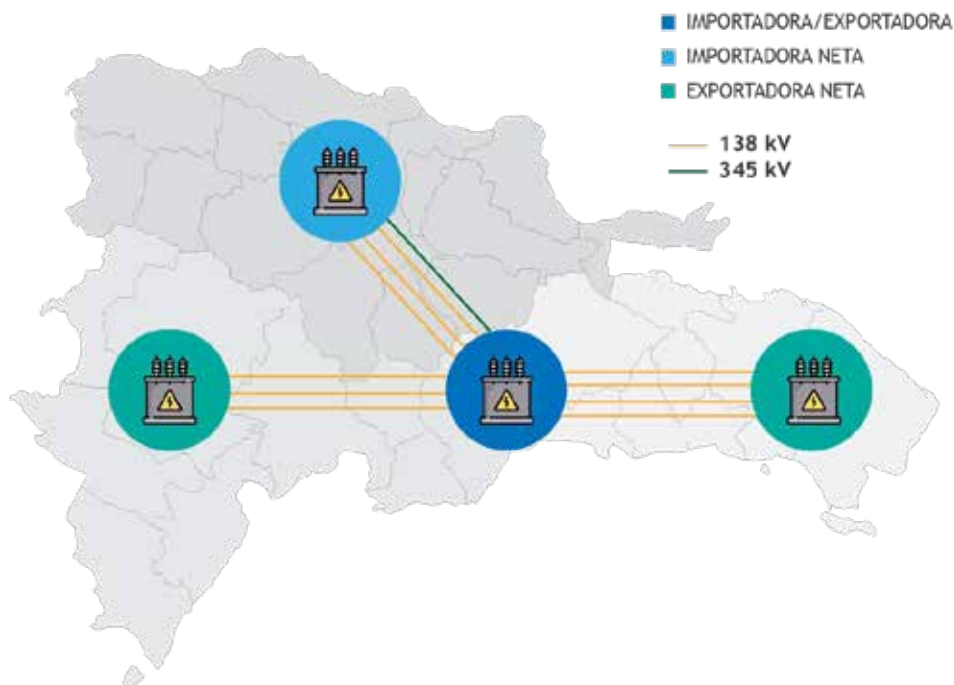 IMPORTADORA/EXPORTADORA
IMPORTADORA NETA
EXPORTADORA NETA
138 kV
345 kV